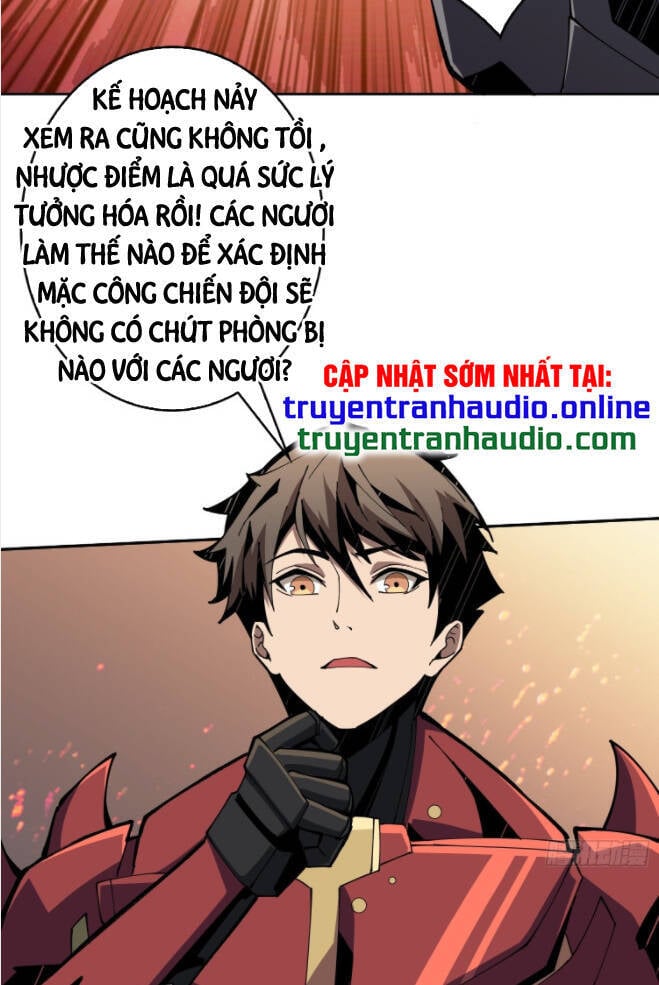 KẾ HOẠCH NẢY
XEM RA CŨNG KHÔNG TỒI ,
NHƯỢC ĐIỂM LÀ QUÁ SỨC LÝ
TƯỞNG HÓA RỒI! CÁC NGƯƠI
LÀM THẾ NÀO ĐỂ XÁC ĐỊNH
MẶC CÔNG CHIẾN ĐỘI SẼ
KHÔNG CÓ CHÚT PHÒNG BỊ
NÀO VỚI CÁC NGƯƠI?
CẬP NHẬT SỚM NHẤT TẠI:
truyentranhaudio.online
truyentranhaudio.com